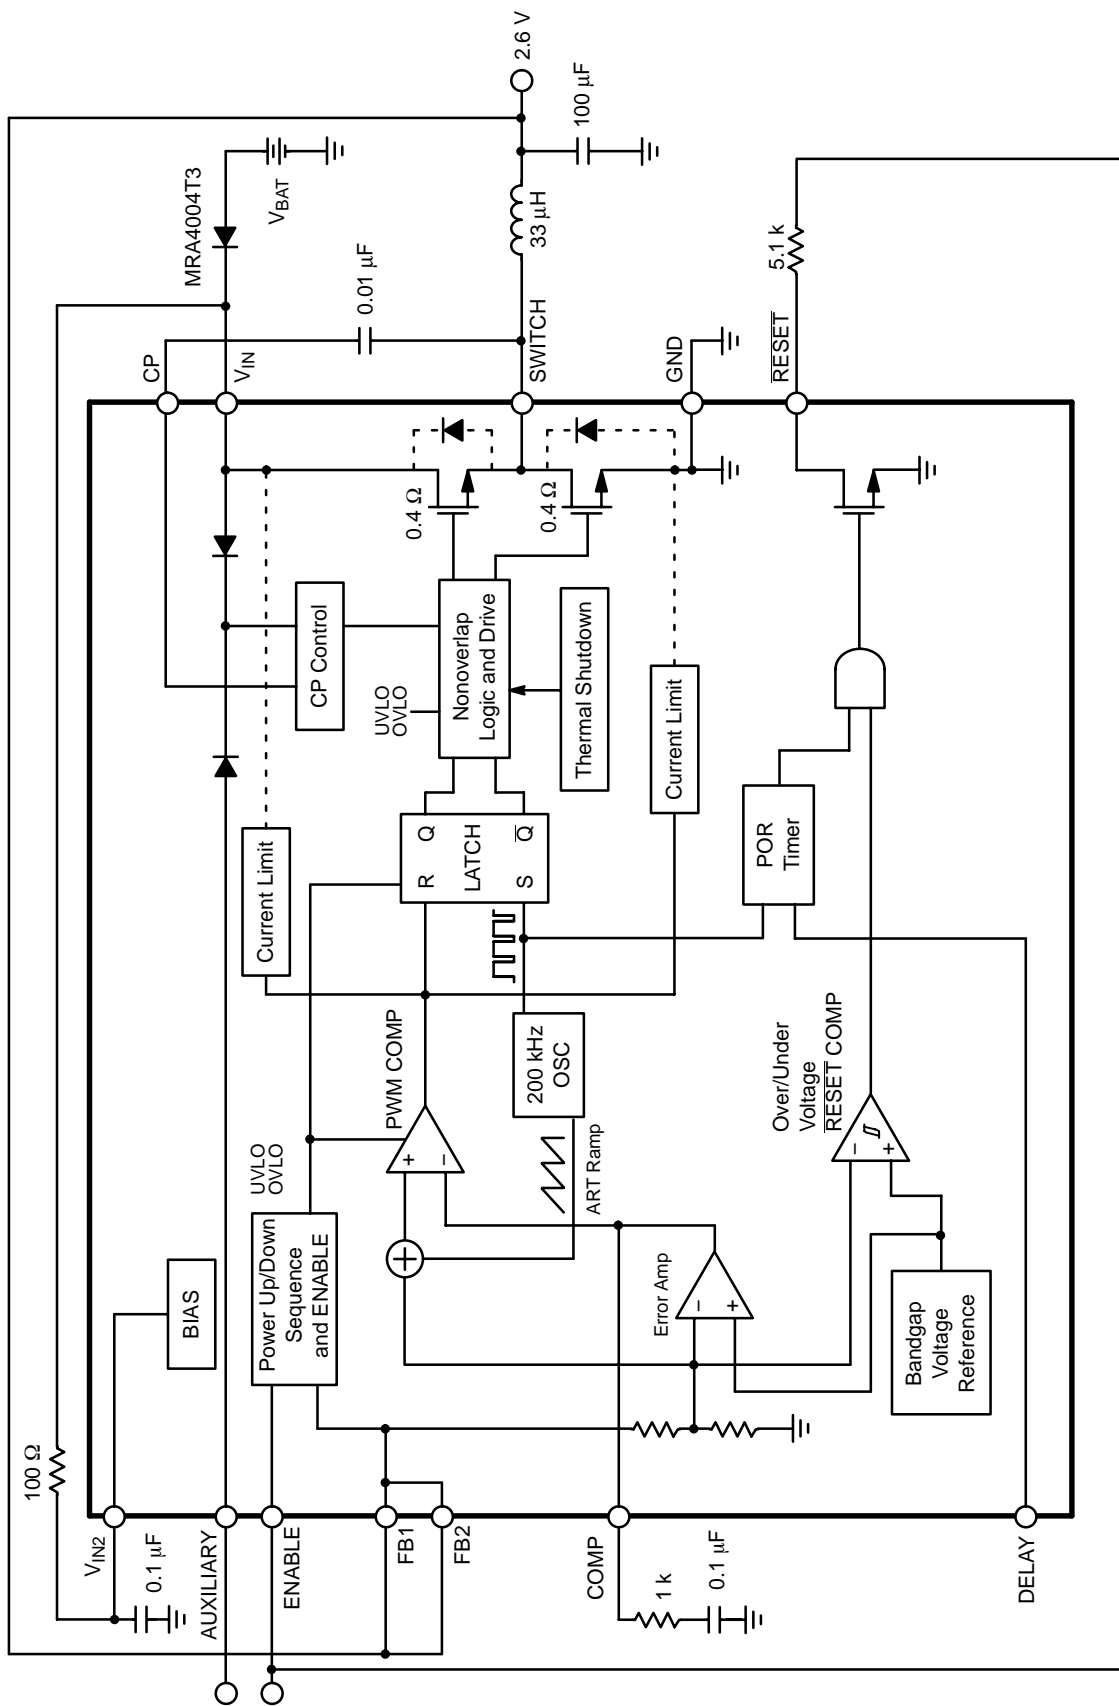 100 Ω
VIN2
0.1 μF
AUXILIARY
ENABLE
FB1
FB2
COMP
1 k
0.1 μF
DELAY
BIAS
Power Up/Down
Sequence
and ENABLE
UVLO
OVLO
PWM COMP
+
−
+
ART Ramp
Error Amp
−
+
Bandgap
Voltage
Reference
Over/Under
Voltage
RESET COMP
−
+
200 kHz
OSC
Current Limit
R
Q
LATCH
S
Q
UVLO
OVLO
CP Control
Nonoverlap
Logic and Drive
Thermal Shutdown
Current Limit
POR
Timer
0.4 Ω
0.4 Ω
CP
VIN
SWITCH
GND
RESET
0.01 μF
MRA4004T3
VBAT
33 μH
100 μF
2.6 V
5.1 k